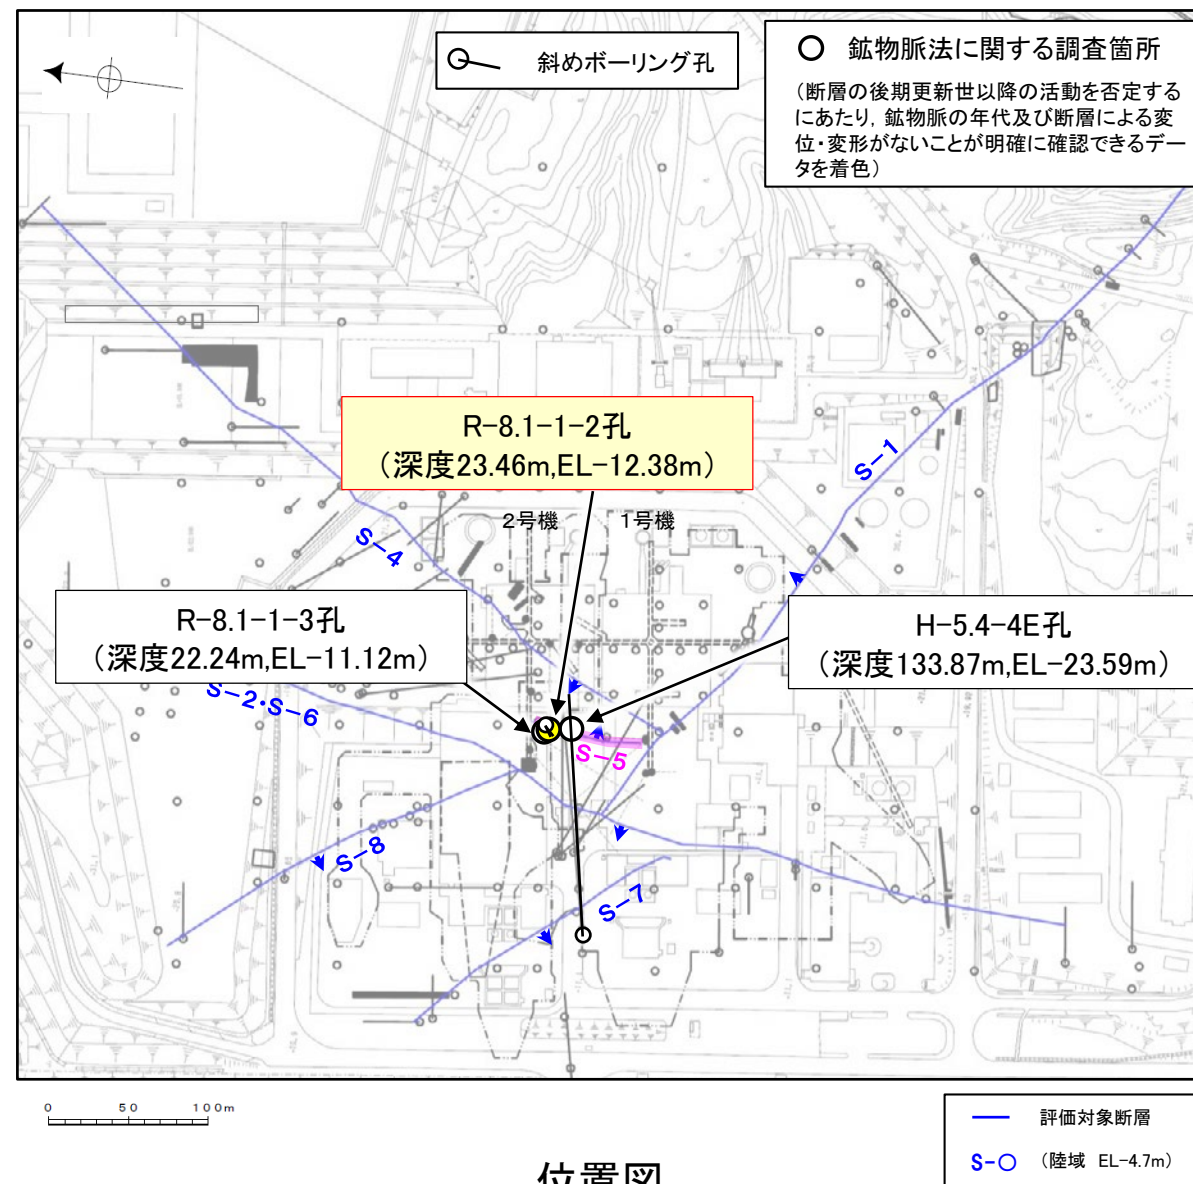 斜めボーリング孔
鉱物脈法に関する調査箇所
(断層の後期更新世以降の活動を否定する
にあたり, 鉱物脈の年代及び断層による変
位・変形がないことが明確に確認できるデー
タを着色)
R-8.1-1-2孔
(深度23.46m,EL-12.38m)
S-1
2号機
1号機
S-4
R-8.1-1-3孔
(深度22.24m,EL-11.12m)
H-5.4-4E孔
(深度133.87m,EL-23.59m)
S-2・S-6
S-5
S-8
S-7
0 50 100m
評価対象断層
S-○ (陸域 EL-4.7m)
位置図